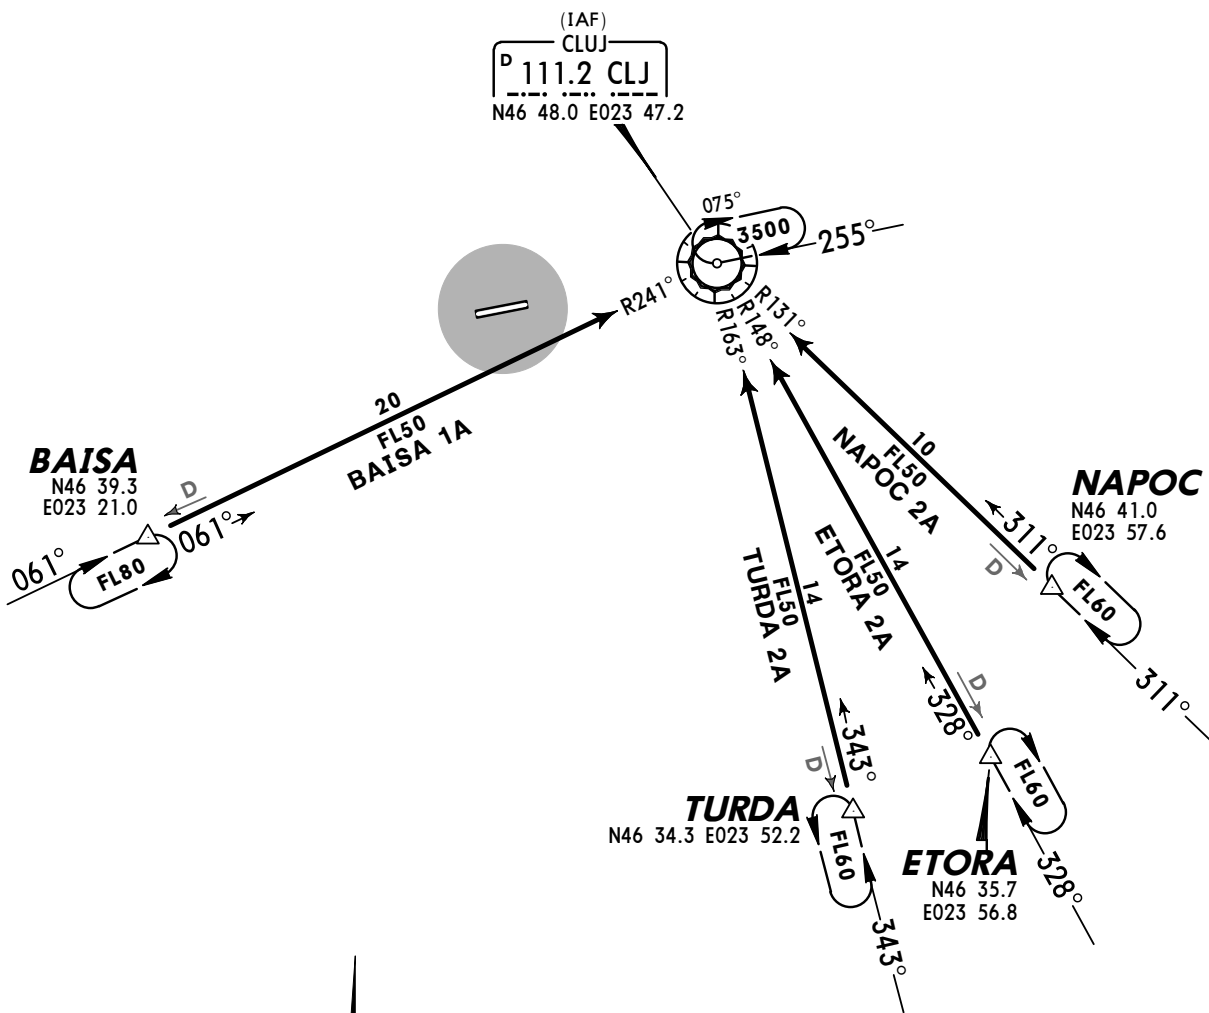 (IAF)
CLUJ
D 111.2 CLJ
N46 48.0 E023 47.2
075°
3500
255°
R241°
R131°
R148°
R163°
20
FL50
BAISA 1A
BAISA
N46 39.3
E023 21.0
D
061°
061°
FL80
10
FL50
NAPOC 2A
NAPOC
N46 41.0
E023 57.6
311°
D
FL60
311°
14
FL50
ETORA 2A
14
FL50
TURDA 2A
D
328°
343°
D
FL60
TURDA
N46 34.3 E023 52.2
FL60
ETORA
N46 35.7
E023 56.8
328°
343°